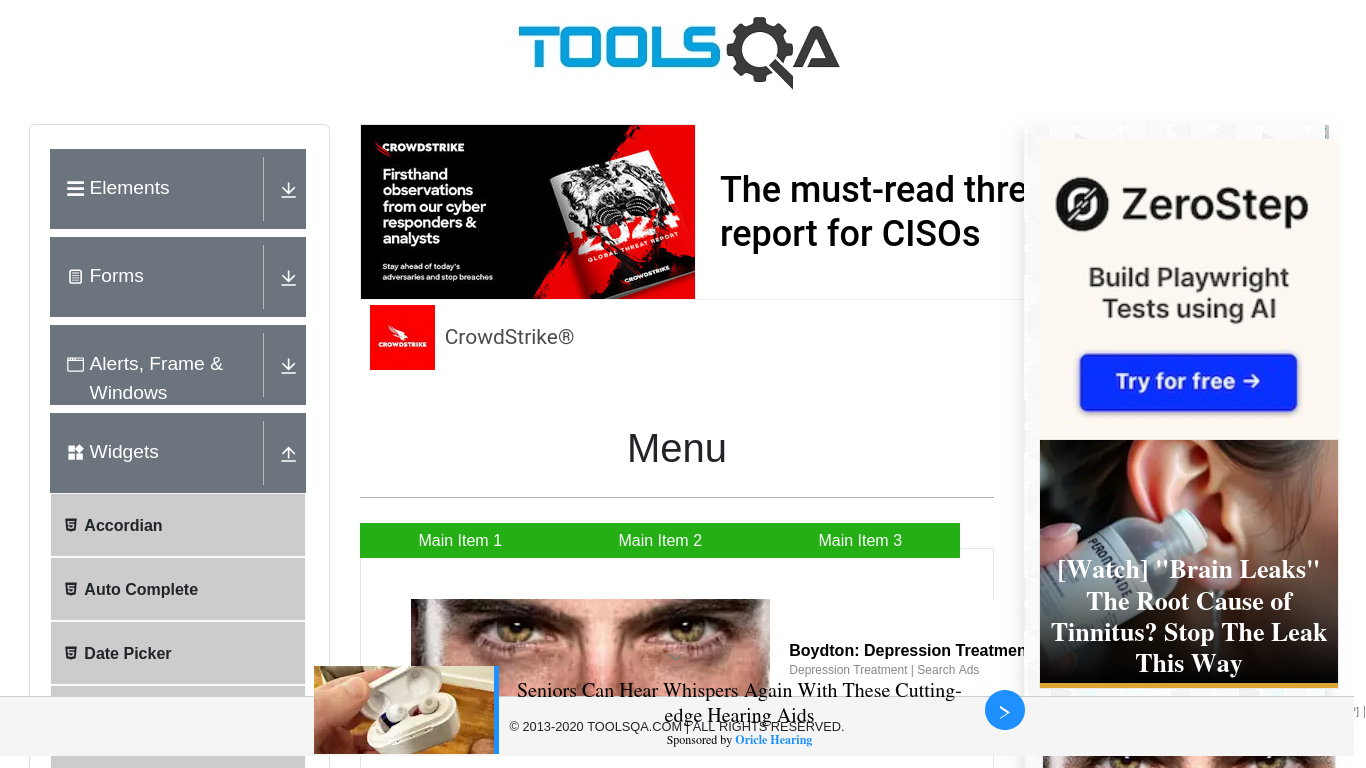 TOOLSQA
Elements
Forms
Alerts, Frame &
Windows
Widgets
Accordian
Auto Complete
Date Picker
CROWDSTRIKE
Firsthand
observations
from our cyber
responders &
analysts
Stay ahead of today's
adversaries and stop breaches
2024
GLOBAL THREAT REPORT
CROWDSTRIKE
The must-read thre
report for CISOs
CROWDSTRIKE
CrowdStrike®
Menu
Main Item 1
Main Item 2
Main Item 3
Boydton: Depression Treatmen
Depression Treatment | Search Ads
ZeroStep
Build Playwright
Tests using AI
Try for free →
[Watch] "Brain Leaks"
The Root Cause of
Tinnitus? Stop The Leak
This Way
Seniors Can Hear Whispers Again With These Cutting-
edge Hearing Aids
Sponsored by Oricle Hearing
© 2013-2020 TOOLSQA.COM | ALL RIGHTS RESERVED.